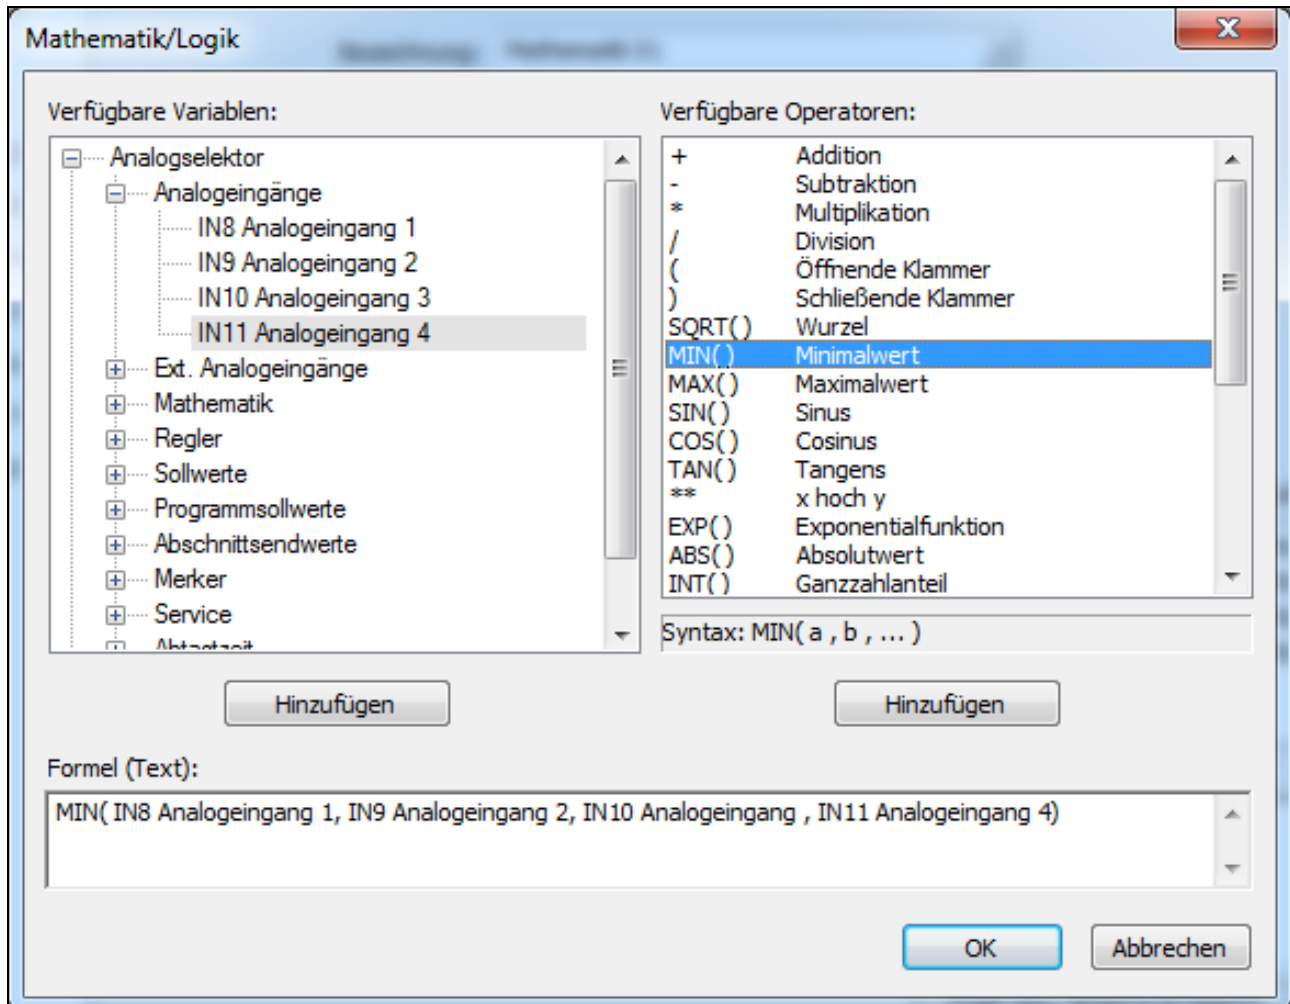 Mathematik/Logik
Verfügbare Variablen:
Analogselektor
Analogeingänge
IN8 Analogeingang 1
IN9 Analogeingang 2
IN10 Analogeingang 3
IN11 Analogeingang 4
Ext. Analogeingänge
Mathematik
Regler
Sollwerte
Programmsollwerte
Abschnittsendwerte
Merker
Service
Abtastzeit
Hinzufügen
Verfügbare Operatoren:
+ Addition
- Subtraktion
* Multiplikation
/ Division
( Öffnende Klammer
) Schließende Klammer
SQRT() Wurzel
MIN() Minimalwert
MAX() Maximalwert
SIN() Sinus
COS() Cosinus
TAN() Tangens
** x hoch y
EXP() Exponentialfunktion
ABS() Absolutwert
INT() Ganzzahlanteil
Syntax: MIN( a , b , ... )
Hinzufügen
Formel (Text):
MIN( IN8 Analogeingang 1, IN9 Analogeingang 2, IN10 Analogeingang , IN11 Analogeingang 4)
OK
Abbrechen